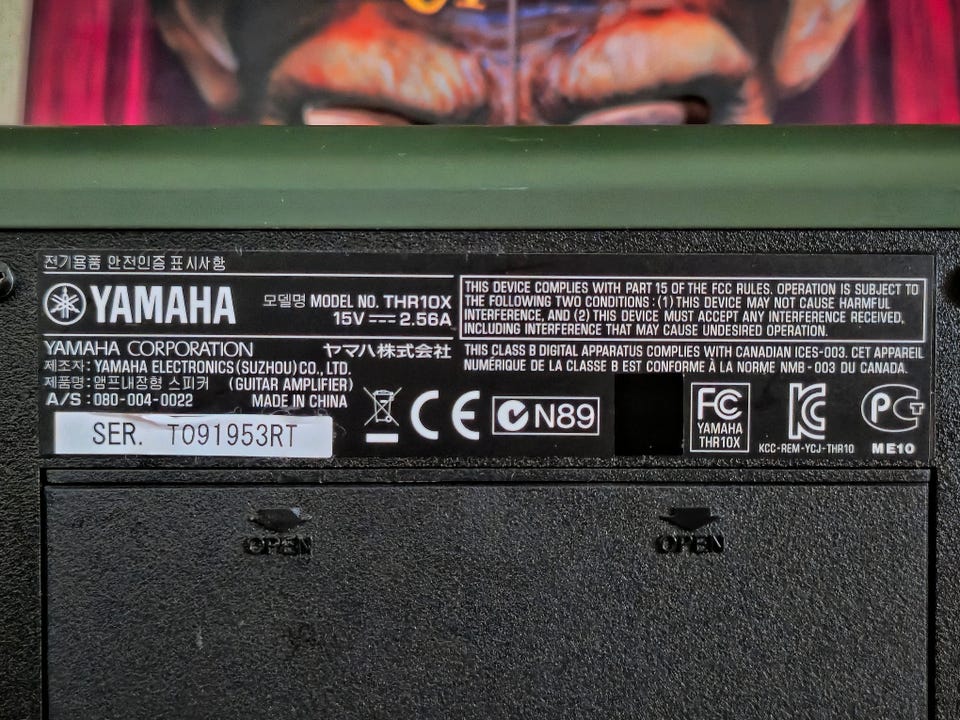 전기용품 안전인증 표시사항
YAMAHA
모델명 MODEL NO. THR10X
15V 2.56A
YAMAHA CORPORATION ヤマハ株式会社
제조자: YAMAHA ELECTRONICS (SUZHOU) CO., LTD.
제품명: 앰프내장형 스피커 (GUITAR AMPLIFIER)
A/S : 080-004-0022 MADE IN CHINA
SER. T091953RT
THIS DEVICE COMPLIES WITH PART 15 OF THE FCC RULES. OPERATION IS SUBJECT TO
THE FOLLOWING TWO CONDITIONS : (1) THIS DEVICE MAY NOT CAUSE HARMFUL
INTERFERENCE, AND (2) THIS DEVICE MUST ACCEPT ANY INTERFERENCE RECEIVED,
INCLUDING INTERFERENCE THAT MAY CAUSE UNDESIRED OPERATION.
THIS CLASS B DIGITAL APPARATUS COMPLIES WITH CANADIAN ICES-003. CET APPAREIL
NUMÉRIQUE DE LA CLASSE B EST CONFORME À LA NORME NMB-003 DU CANADA.
CE
N89
FC
YAMAHA
THR10X
KC
KCC-REM-YCJ-THR10
PCT
ME10
OPEN
OPEN